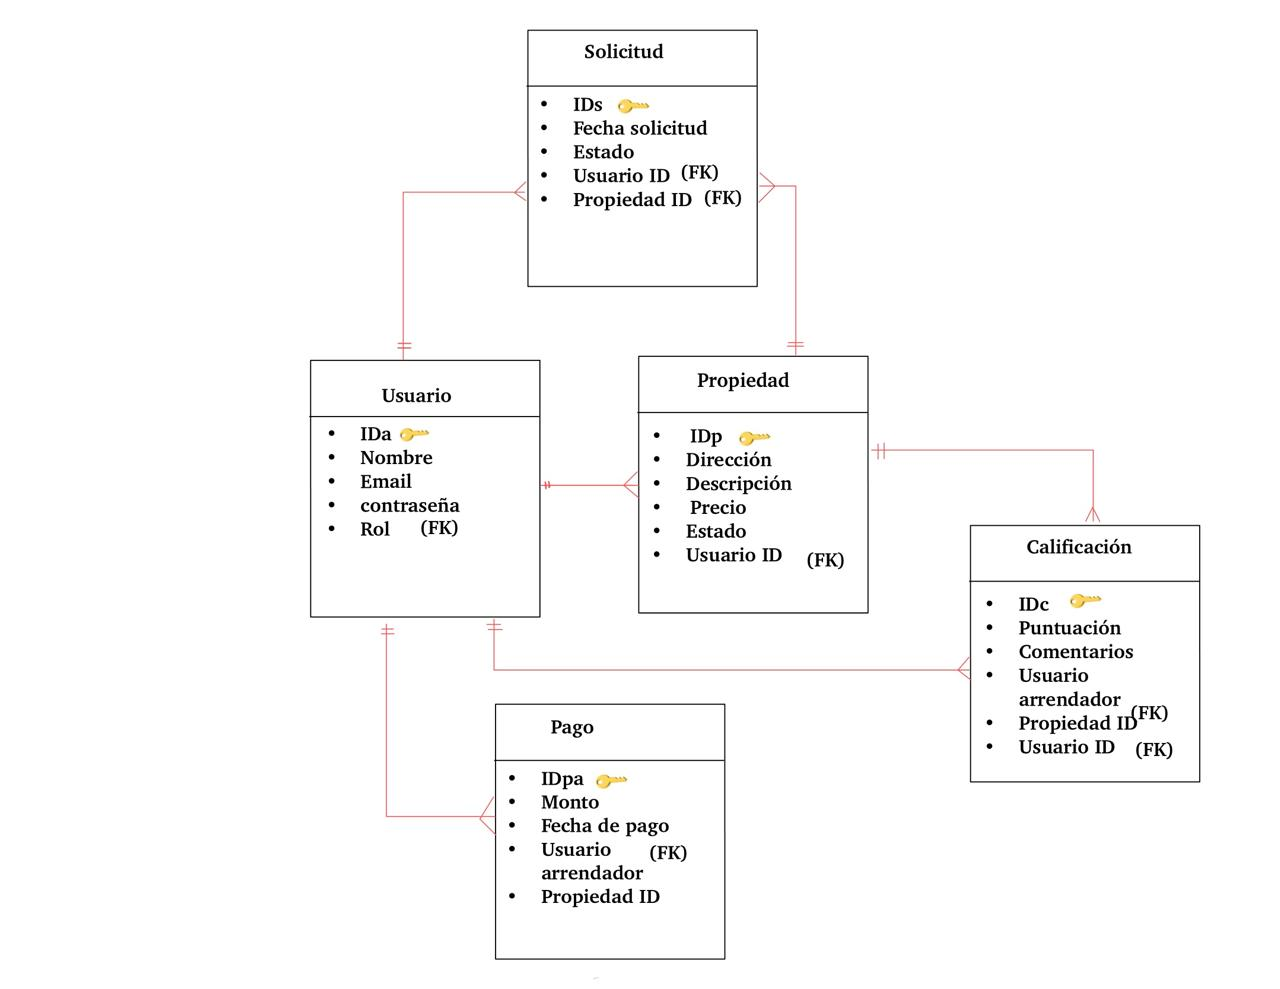 Solicitud
• IDs
• Fecha solicitud
• Estado
• Usuario ID (FK)
• Propiedad ID (FK)
Usuario
• IDa
• Nombre
• Email
• contraseña
• Rol (FK)
Propiedad
• IDp
• Dirección
• Descripción
• Precio
• Estado
• Usuario ID (FK)
Calificación
• IDc
• Puntuación
• Comentarios
• Usuario
arrendador
• Propiedad ID (FK)
• Usuario ID (FK)
Pago
• IDpa
• Monto
• Fecha de pago
• Usuario (FK)
arrendador
• Propiedad ID